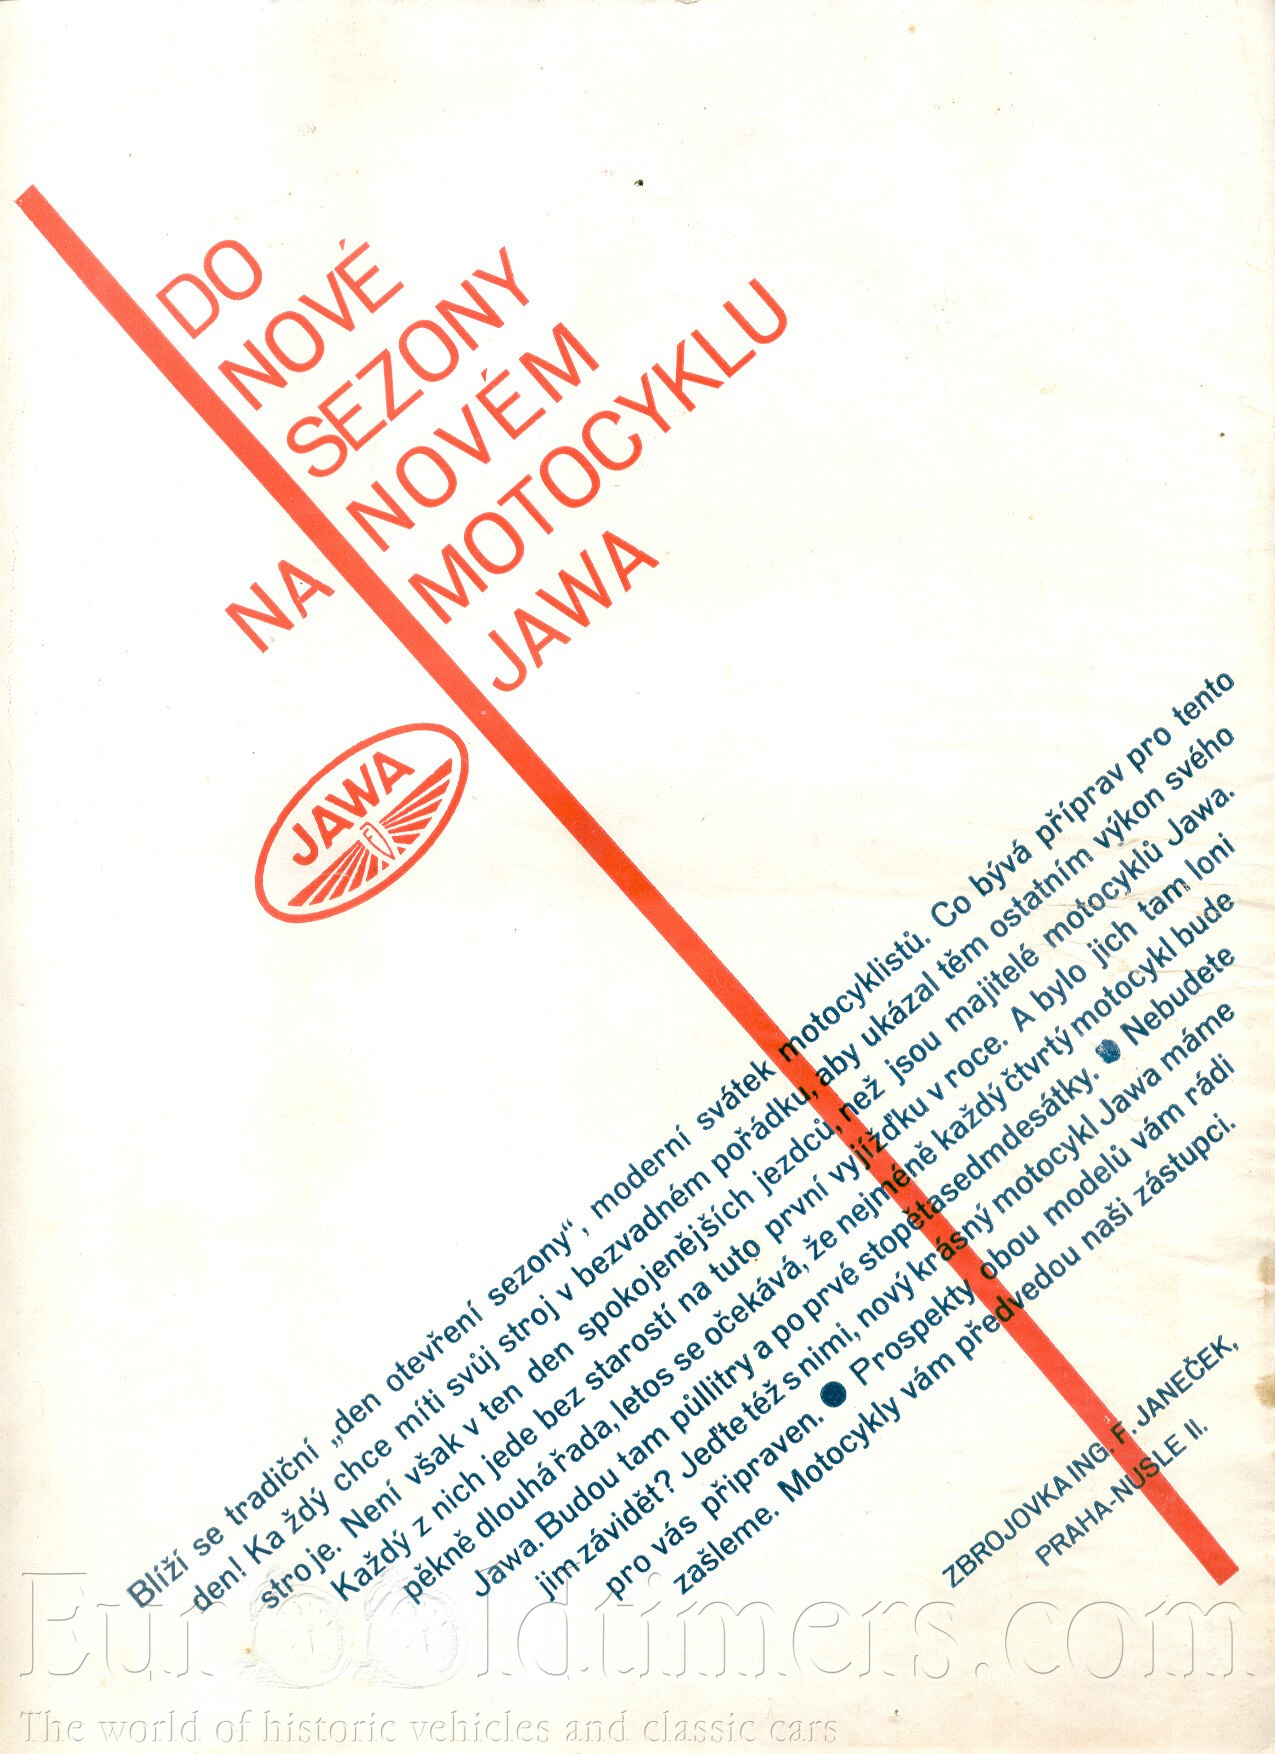 DO
NOVÉ
SEZONY
NA NOVÉM
MOTOCYKLU
JAWA
JAWA
Blíží se tradiční „den otevření sezony“, moderní svátek motocyklistů. Co bývá příprav pro tento
den! Ka ždý chce míti svůj stroj v bezvadném pořádku, aby ukázal těm ostatním výkon svého
stroje. Není však v ten den spokojenějších jezdců, než jsou majitelé motocyklů Jawa.
Každý z nich jede bez starostí na tuto první vyjížďku v roce. A bylo jich tam loni
pěkně dlouhá řada, letos se očekává, že nejméně každý čtvrtý motocykl bude
Jawa. Budou tam půllitry a po prvé stopětasedmdesátky. ● Nebudete
jim závidět? Jeďte též s nimi, nový krásný motocykl Jawa máme
pro vás připraven. ● Prospekty obou modelů vám rádi
zašleme. Motocykly vám předvedou naši zástupci.
ZBROJOVKA ING. F. JANEČEK,
PRAHA-NUSLE II.
Eurooldtimers.com
The world of historic vehicles and classic cars